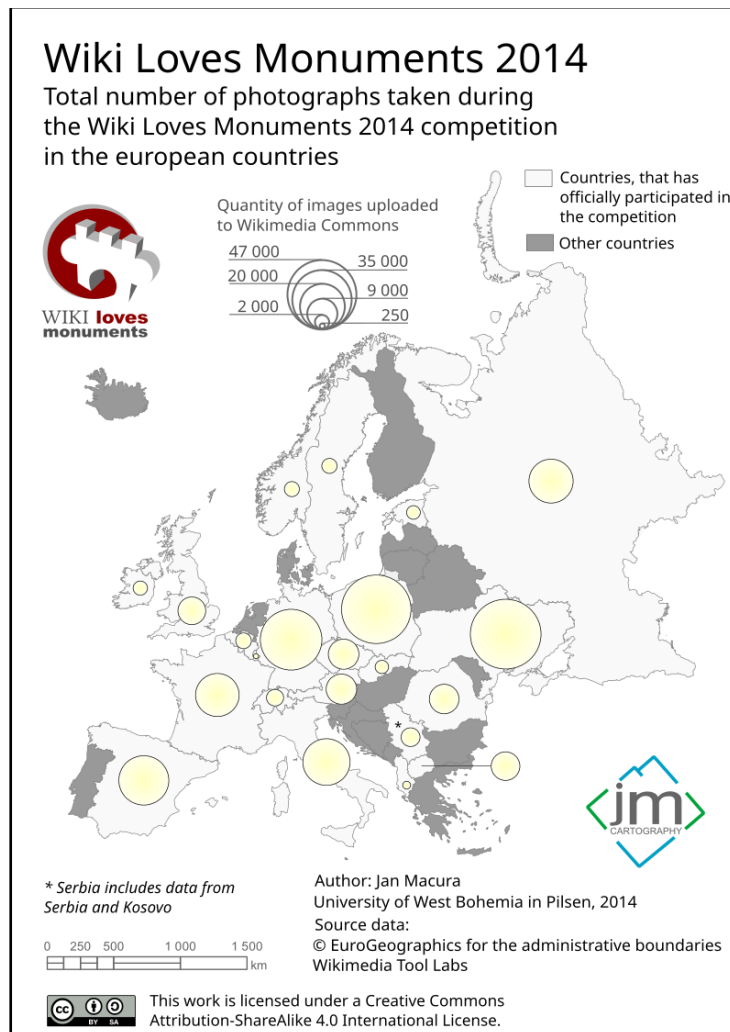 Wiki Loves Monuments 2014
Total number of photographs taken during
the Wiki Loves Monuments 2014 competition
in the european countries
Countries, that has
officially participated in
the competition
Other countries
Quantity of images uploaded
to Wikimedia Commons
47 000
35 000
20 000
9 000
2 000
250
WIKI loves
monuments
*
jm
CARTOGRAPHY
* Serbia includes data from
Serbia and Kosovo
Author: Jan Macura
University of West Bohemia in Pilsen, 2014
Source data:
© EuroGeographics for the administrative boundaries
Wikimedia Tool Labs
0 250 500 1 000 1 500
km
cc BY SA
This work is licensed under a Creative Commons
Attribution-ShareAlike 4.0 International License.